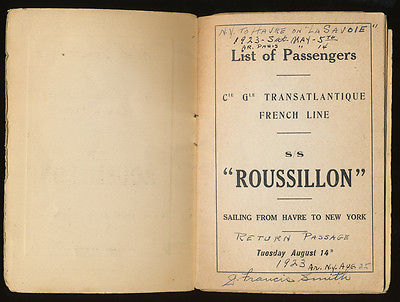 N.Y. TO HAVRE ON "LA SAVOIE"
1923 - Sat. MAY - 5TH
AR. PARIS " 14
List of Passengers
Cie Gle TRANSATLANTIQUE
FRENCH LINE
S/S
"ROUSSILLON"
SAILING FROM HAVRE TO NEW YORK
RETURN PASSAGE
Tuesday August 14th
1923 AR. N.Y. AUG 25
J Francis Smith